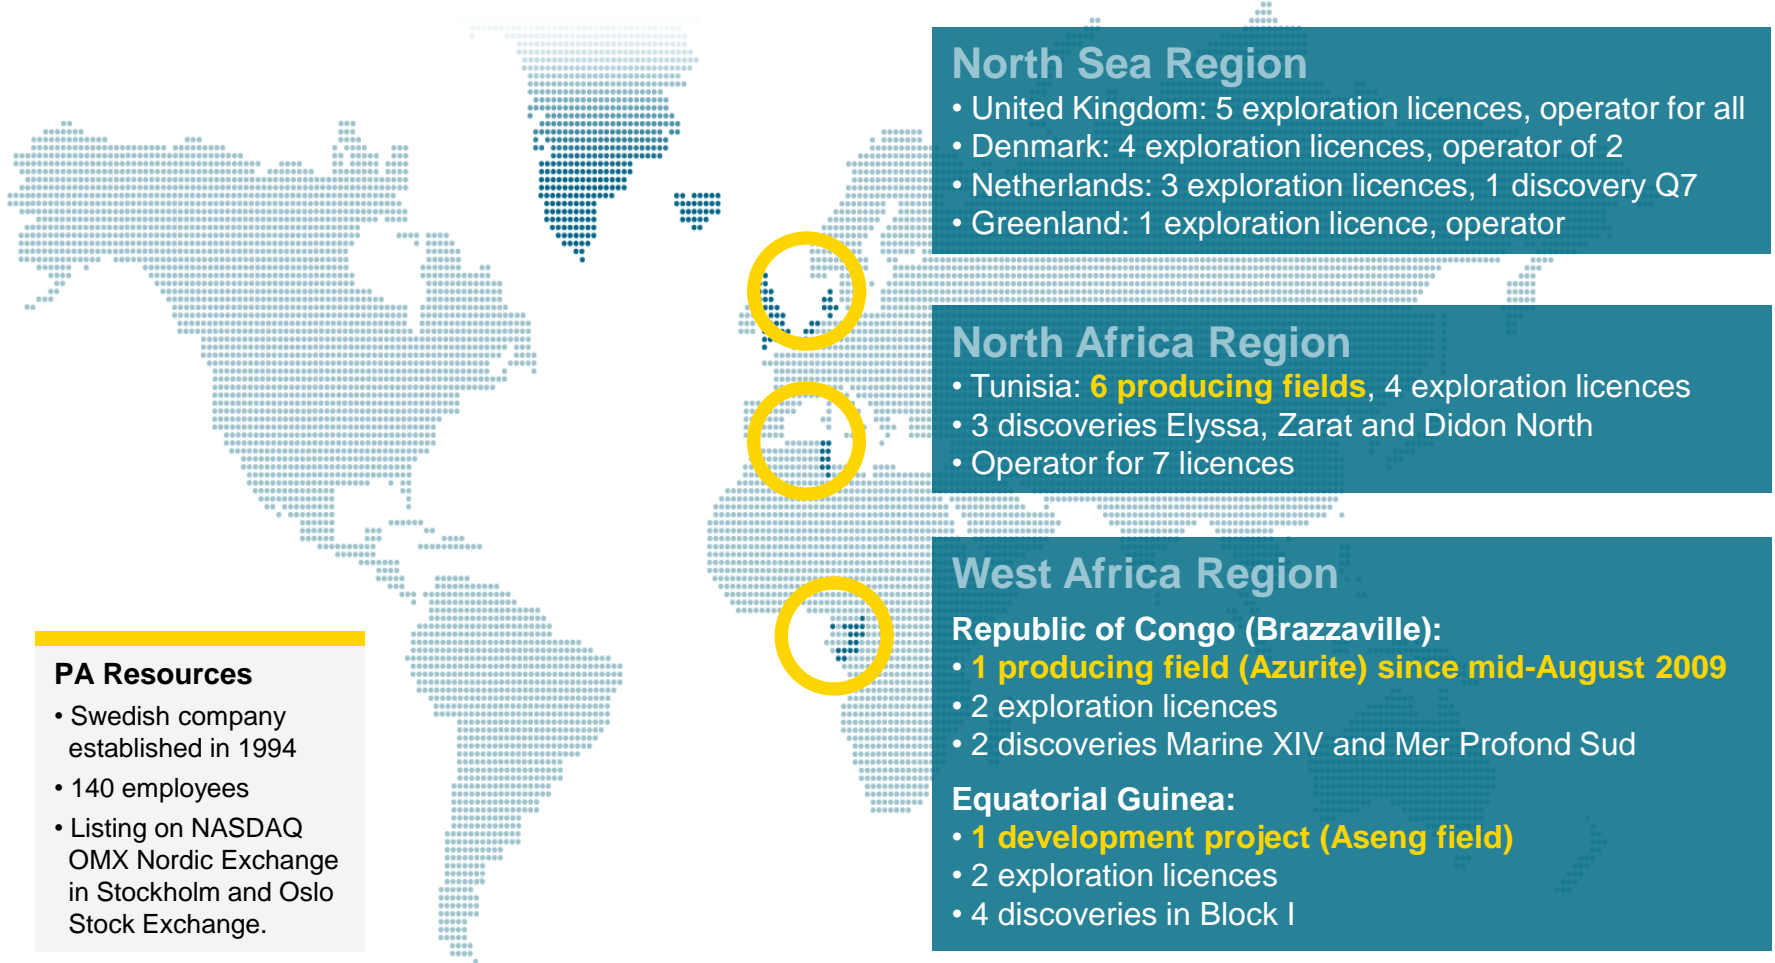 North Sea Region
• United Kingdom: 5 exploration licences, operator for all
• Denmark: 4 exploration licences, operator of 2
• Netherlands: 3 exploration licences, 1 discovery Q7
• Greenland: 1 exploration licence, operator
North Africa Region
• Tunisia: 6 producing fields, 4 exploration licences
• 3 discoveries Elyssa, Zarat and Didon North
• Operator for 7 licences
West Africa Region
Republic of Congo (Brazzaville):
• 1 producing field (Azurite) since mid-August 2009
• 2 exploration licences
• 2 discoveries Marine XIV and Mer Profond Sud
Equatorial Guinea:
• 1 development project (Aseng field)
• 2 exploration licences
• 4 discoveries in Block I
PA Resources
• Swedish company
established in 1994
• 140 employees
• Listing on NASDAQ
OMX Nordic Exchange
in Stockholm and Oslo
Stock Exchange.